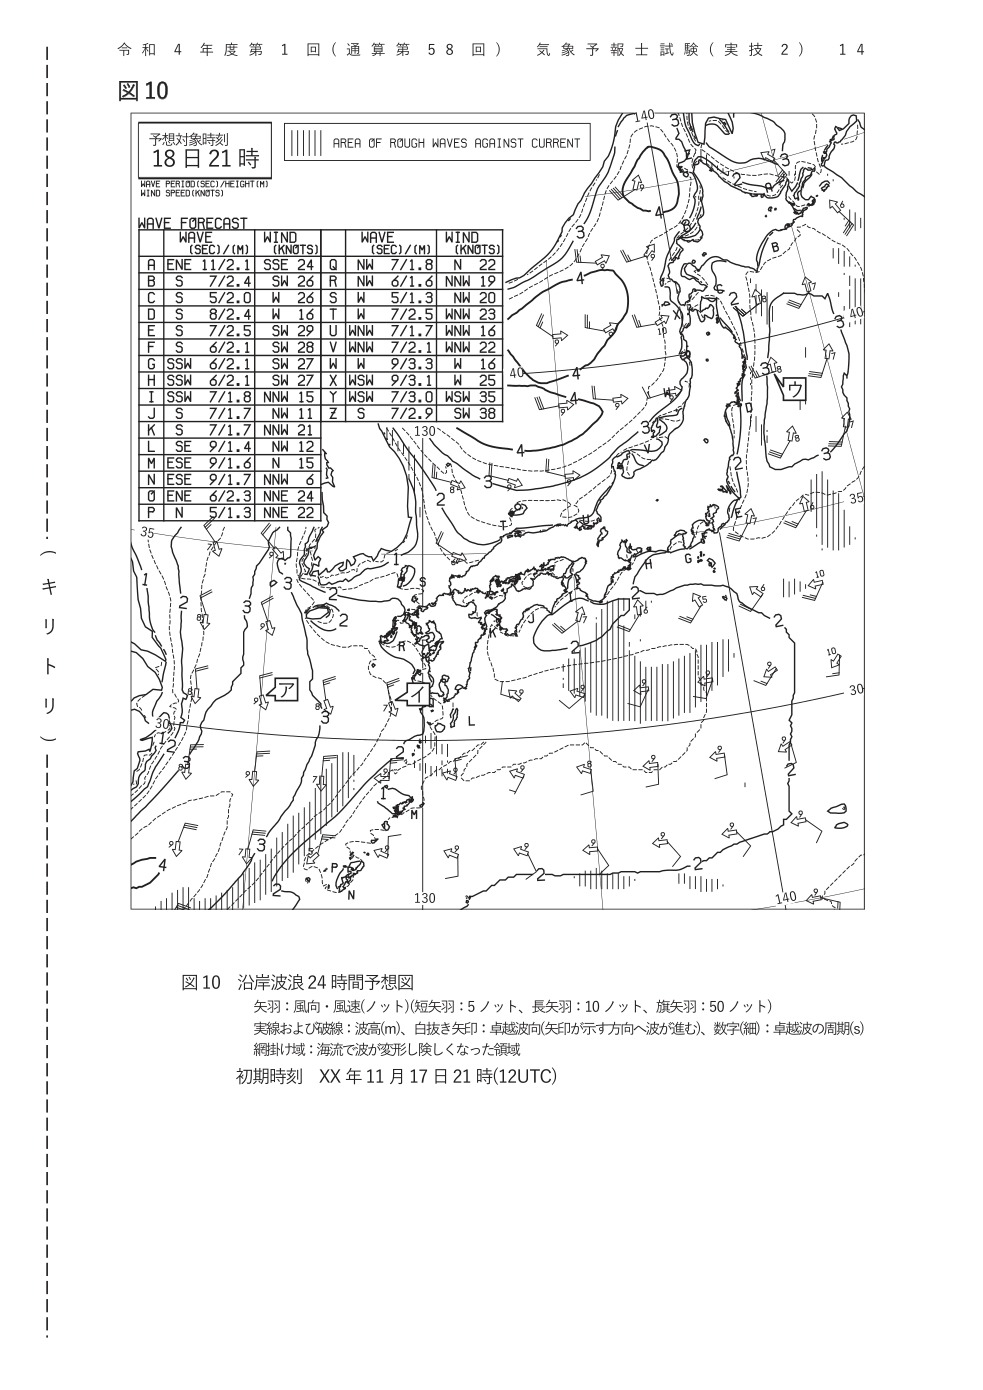 令和4年度第1回(通算第58回) 気象予報士試験(実技2) 14
図10
予想対象時刻
18日21時
AREA OF ROUGH WAVES AGAINST CURRENT
WAVE PERIOD(SEC)/HEIGHT(M)
WIND SPEED(KNOTS)
WAVE FORECAST
WAVE (SEC)/(M) WIND (KNOTS) WAVE (SEC)/(M) WIND (KNOTS)
A ENE 11/2.1 SSE 24 Q NW 7/1.8 N 22
B S 7/2.4 SW 26 R NW 6/1.6 NNW 19
C S 5/2.0 W 26 S W 5/1.3 NW 20
D S 8/2.4 W 16 T W 7/2.5 WNW 23
E S 7/2.5 SW 29 U WNW 7/1.7 WNW 16
F S 6/2.1 SW 28 V WNW 7/2.1 WNW 22
G SSW 6/2.1 SW 27 W W 9/3.3 W 16
H SSW 6/2.1 SW 27 X WSW 9/3.1 W 25
I SSW 7/1.8 NNW 15 Y WSW 7/3.0 WSW 35
J S 7/1.7 NW 11 Z S 7/2.9 SW 38
K S 7/1.7 NNW 21
L SE 9/1.4 NW 12
M ESE 9/1.6 N 15
N ESE 9/1.7 NNW 6
O ENE 6/2.3 NNE 24
P N 5/1.3 NNE 22
140
40
40
130
35
35
30
30
130
140
ア
イ
ウ
(キリトリ)
図10 沿岸波浪24時間予想図
矢羽：風向・風速(ノット)(短矢羽：5ノット、長矢羽：10ノット、旗矢羽：50ノット)
実線および破線：波高(m)、白抜き矢印：卓越波向(矢印が示す方向へ波が進む)、数字(細)：卓越波の周期(s)
網掛け域：海流で波が変形し険しくなった領域
初期時刻 XX年11月17日21時(12UTC)